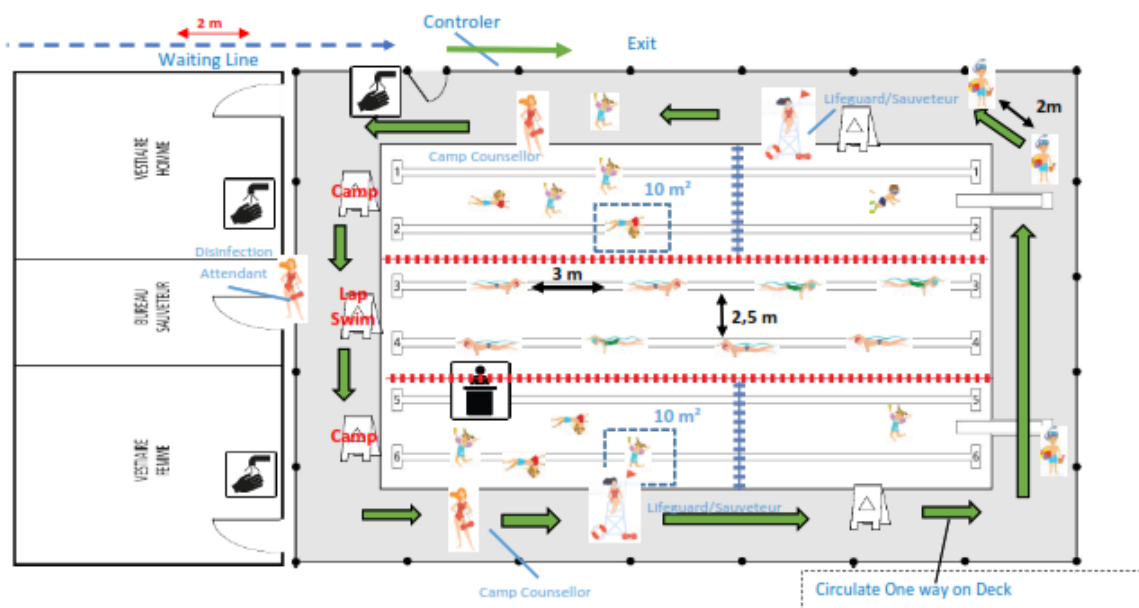 Controler
2 m
Exit
Waiting Line
Lifeguard/Sauveteur
2m
VESTIAIRE
HOMME
Camp Counsellor
1
1
10 m²
Camp
2
2
Disinfection
Attendant
BUREAU
SAUVETEUR
3
3 m
3
Lap
Swim
2,5 m
4
4
5
5
10 m²
Camp
VESTIAIRE
FEMME
6
6
Lifeguard/Sauveteur
Camp Counsellor
Circulate One way on Deck